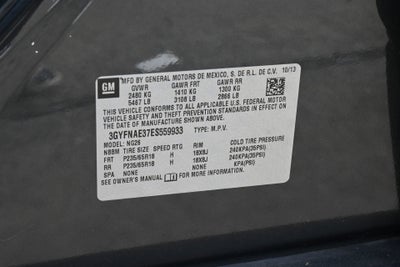 GM
MFD BY GENERAL MOTORS DE MEXICO, S. DE R.L. DE C.V. 10/13
GVWR GAWR FRT GAWR RR
2480 KG 1410 KG 1300 KG
5467 LB 3108 LB 2866 LB
THIS VEHICLE CONFORMS TO ALL APPLICABLE U.S. FEDERAL MOTOR VEHICLE SAFETY, BUMPER, AND THEFT PREVENTION STANDARDS IN EFFECT ON THE DATE OF MANUFACTURE SHOWN ABOVE.
3GYFNAE37ES559933 TYPE: M.P.V.
MODEL: NG26
NBBM TIRE SIZE SPEED RTG RIM COLD TIRE PRESSURE
FRT P235/65R18 H 18X8J 240KPA(35PSI)
RR P235/65R18 H 18X8J 240KPA(35PSI)
SPA NONE NONE KPA(PSI)
SEE OWNER'S MANUAL FOR MORE INFORMATION.